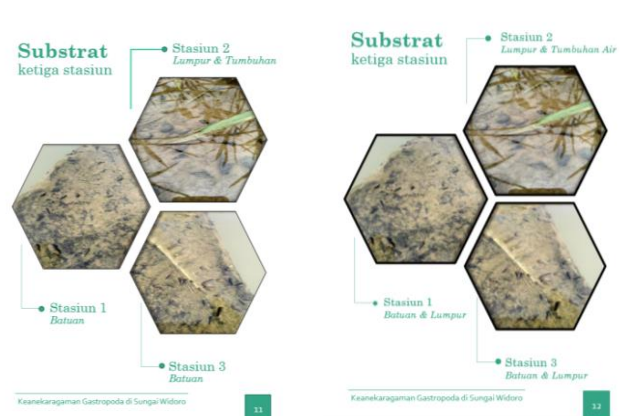 Substrat
ketiga stasiun
Stasiun 2
Lumpur & Tumbuhan
Stasiun 1
Batuan
Stasiun 3
Batuan
Keanekaragaman Gastropoda di Sungai Widoro
11
Substrat
ketiga stasiun
Stasiun 2
Lumpur & Tumbuhan Air
Stasiun 1
Batuan & Lumpur
Stasiun 3
Batuan & Lumpur
Keanekaragaman Gastropoda di Sungai Widoro
12